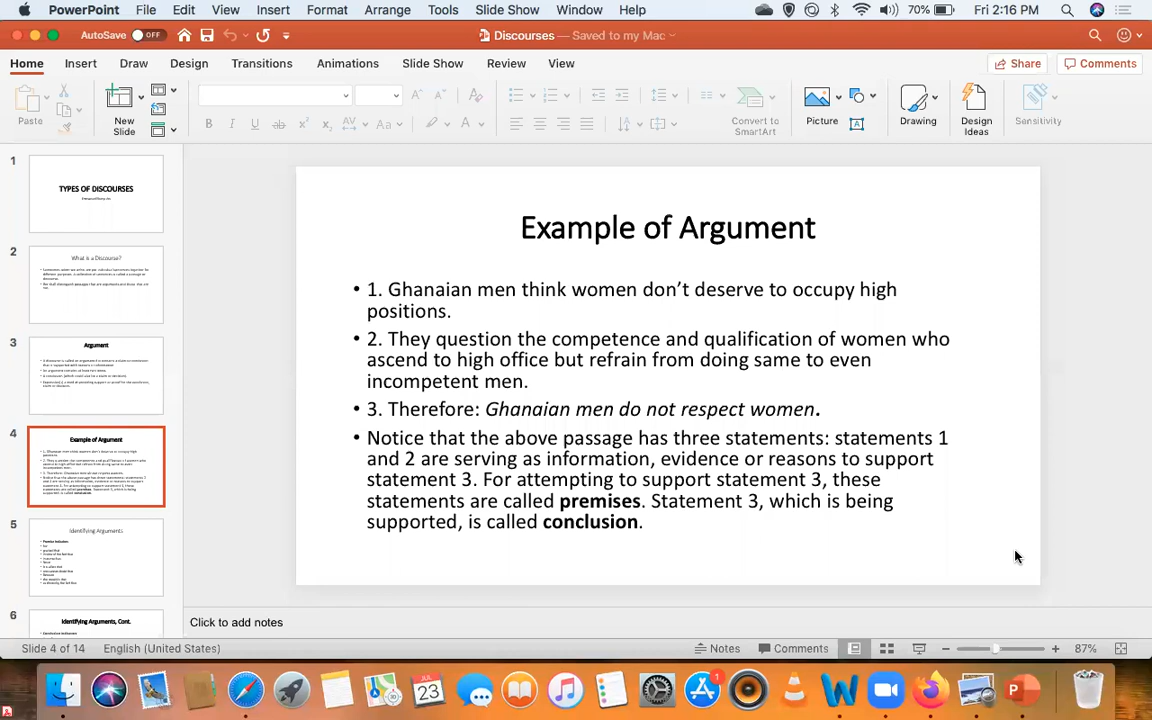 PowerPoint File Edit View Insert Format Arrange Tools Slide Show Window Help 70% Fri 2:16 PM
AutoSave OFF Discourses — Saved to my Mac
Home Insert Draw Design Transitions Animations Slide Show Review View Share Comments
Paste New Slide Convert to SmartArt Picture Drawing Design Ideas Sensitivity
1
TYPES OF DISCOURSES
2
What is a Discourse?
3
Argument
4
Example of Argument
5
Identifying Arguments
6
Identifying Arguments, Cont.
Example of Argument
• 1. Ghanaian men think women don’t deserve to occupy high
positions.
• 2. They question the competence and qualification of women who
ascend to high office but refrain from doing same to even
incompetent men.
• 3. Therefore: Ghanaian men do not respect women.
• Notice that the above passage has three statements: statements 1
and 2 are serving as information, evidence or reasons to support
statement 3. For attempting to support statement 3, these
statements are called premises. Statement 3, which is being
supported, is called conclusion.
Click to add notes
Slide 4 of 14 English (United States) Notes Comments 87%
JUL
23
1